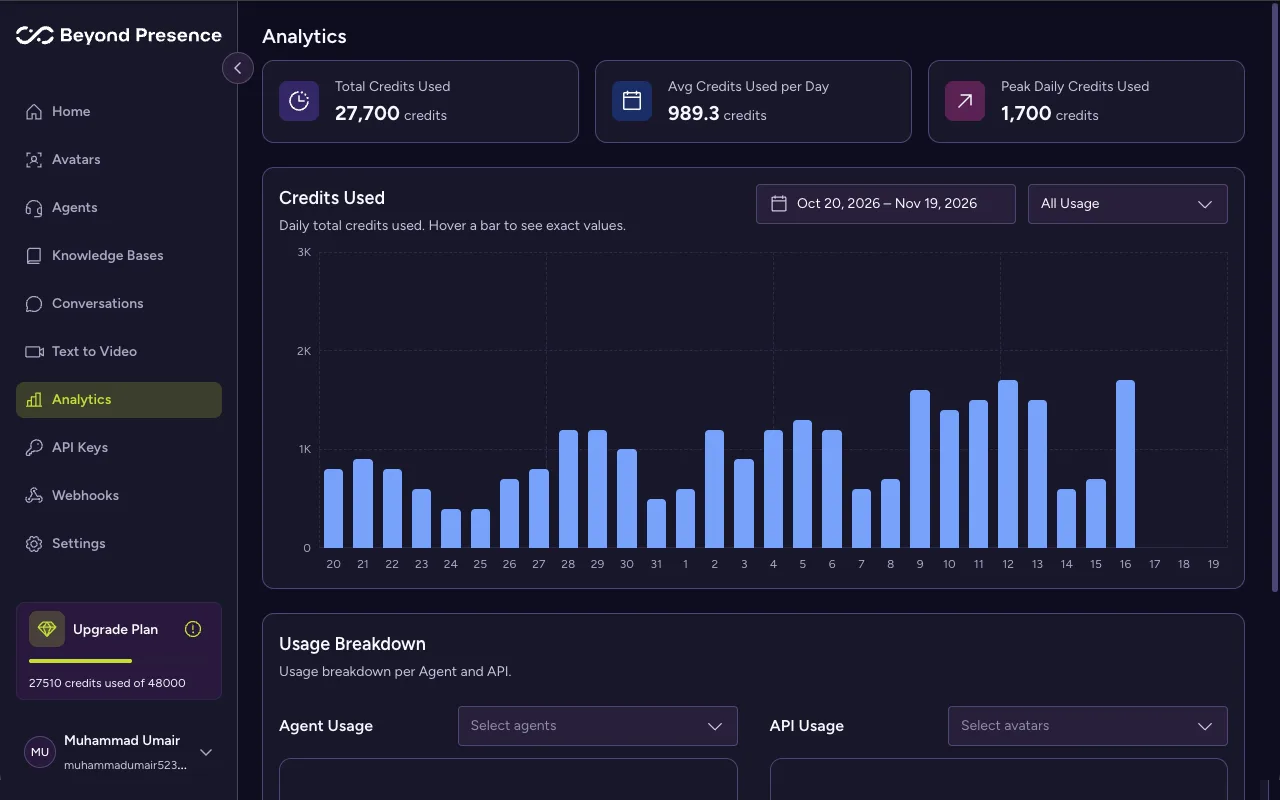 Beyond Presence
Home
Avatars
Agents
Knowledge Bases
Conversations
Text to Video
Analytics
API Keys
Webhooks
Settings
Upgrade Plan
27510 credits used of 48000
MU
Muhammad Umair
muhammadumair523...
Analytics
Total Credits Used
27,700 credits
Avg Credits Used per Day
989.3 credits
Peak Daily Credits Used
1,700 credits
Credits Used
Daily total credits used. Hover a bar to see exact values.
Oct 20, 2026 – Nov 19, 2026
All Usage
3K
2K
1K
0
20 21 22 23 24 25 26 27 28 29 30 31 1 2 3 4 5 6 7 8 9 10 11 12 13 14 15 16 17 18 19
Usage Breakdown
Usage breakdown per Agent and API.
Agent Usage
Select agents
API Usage
Select avatars